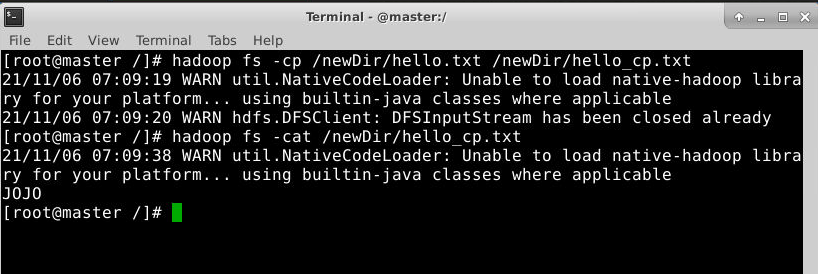 Terminal - @master:/
File Edit View Terminal Tabs Help
[root@master /]# hadoop fs -cp /newDir/hello.txt /newDir/hello_cp.txt
21/11/06 07:09:19 WARN util.NativeCodeLoader: Unable to load native-hadoop libra
ry for your platform... using builtin-java classes where applicable
21/11/06 07:09:20 WARN hdfs.DFSClient: DFSInputStream has been closed already
[root@master /]# hadoop fs -cat /newDir/hello_cp.txt
21/11/06 07:09:38 WARN util.NativeCodeLoader: Unable to load native-hadoop libra
ry for your platform... using builtin-java classes where applicable
JOJO
[root@master /]#